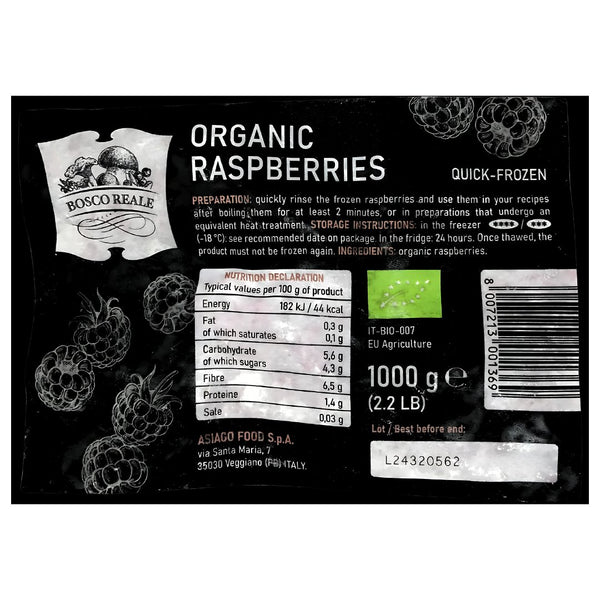 BOSCO REALE
ORGANIC
RASPBERRIES
QUICK-FROZEN
PREPARATION: quickly rinse the frozen raspberries and use them in your recipes
after boiling them for at least 2 minutes, or in preparations that undergo an
equivalent heat treatment. STORAGE INSTRUCTIONS: in the freezer **** / ***
(-18 °C): see recommended date on package. In the fridge: 24 hours. Once thawed, the
product must not be frozen again. INGREDIENTS: organic raspberries.
NUTRITION DECLARATION
Typical values per 100 g of product
Energy 182 kJ / 44 kcal
Fat 0,3 g
of which saturates 0,1 g
Carbohydrate 5,6 g
of which sugars 4,3 g
Fibre 6,5 g
Proteine 1,4 g
Sale 0,03 g
ASIAGO FOOD S.p.A.
via Santa Maria, 7
35030 Veggiano (PD) ITALY.
IT-BIO-007
EU Agriculture
1000 g ℮
(2.2 LB)
Lot / Best before end:
L24320562
8 007213 001369